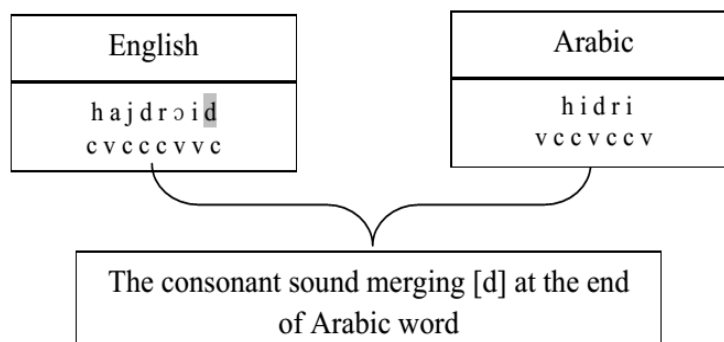 English
h a j d r ɔ i d
c v c c c v v c
Arabic
h i d r i
v c c v c c v
The consonant sound merging [d] at the end
of Arabic word